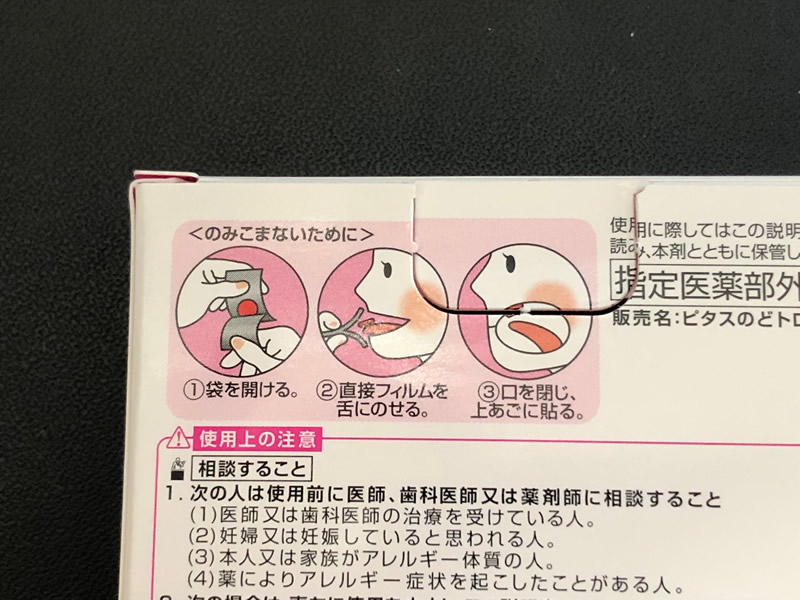 <のみこまないために>
①袋を開ける。
②直接フィルムを
舌にのせる。
③口を閉じ、
上あごに貼る。
使用に際してはこの説明
読み、本剤とともに保管し
指定医薬部外
販売名:ピタスのどトロ
使用上の注意
相談すること
1. 次の人は使用前に医師、歯科医師又は薬剤師に相談すること
(1)医師又は歯科医師の治療を受けている人。
(2)妊婦又は妊娠していると思われる人。
(3)本人又は家族がアレルギー体質の人。
(4)薬によりアレルギー症状を起こしたことがある人。